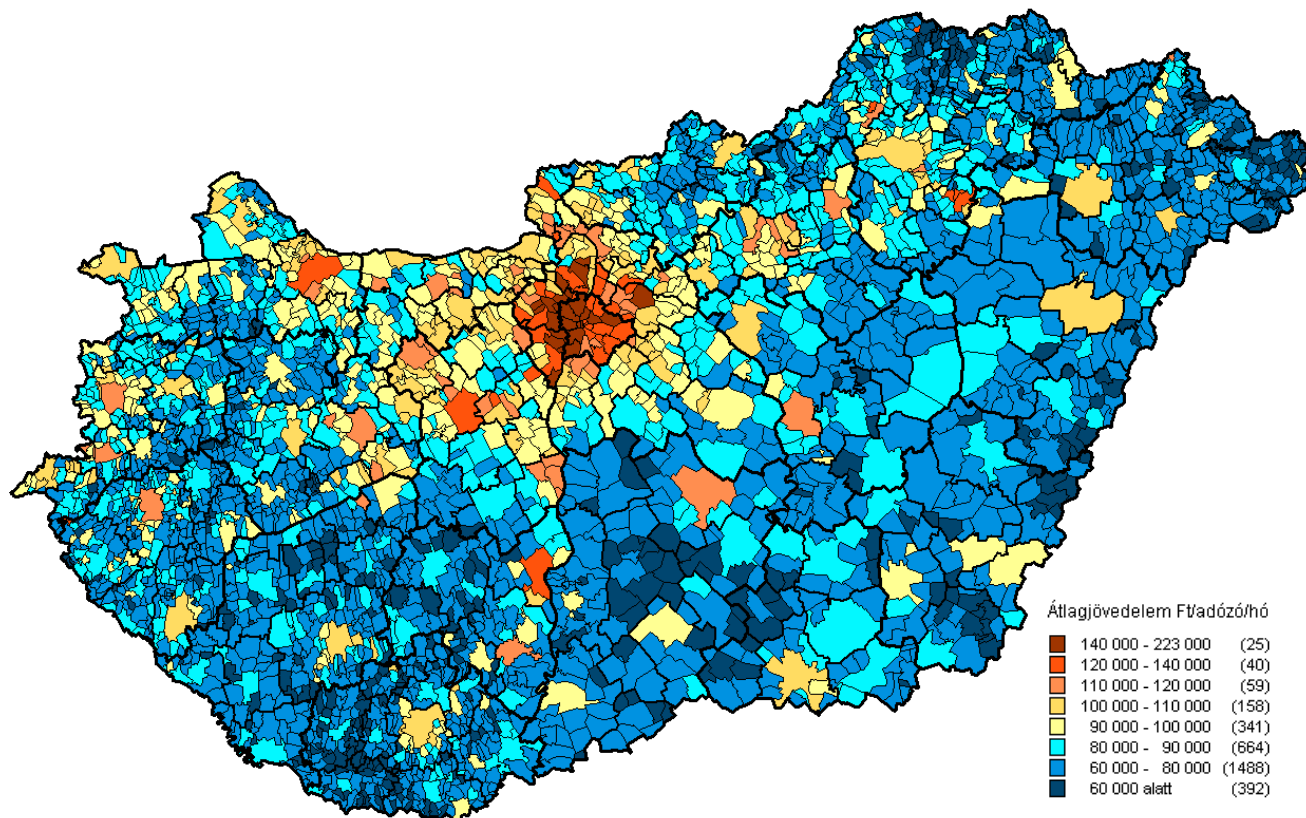 Átlagjövedelem Ft/adózó/hó
140 000 - 223 000 (25)
120 000 - 140 000 (40)
110 000 - 120 000 (59)
100 000 - 110 000 (158)
90 000 - 100 000 (341)
80 000 - 90 000 (664)
60 000 - 80 000 (1488)
60 000 alatt (392)